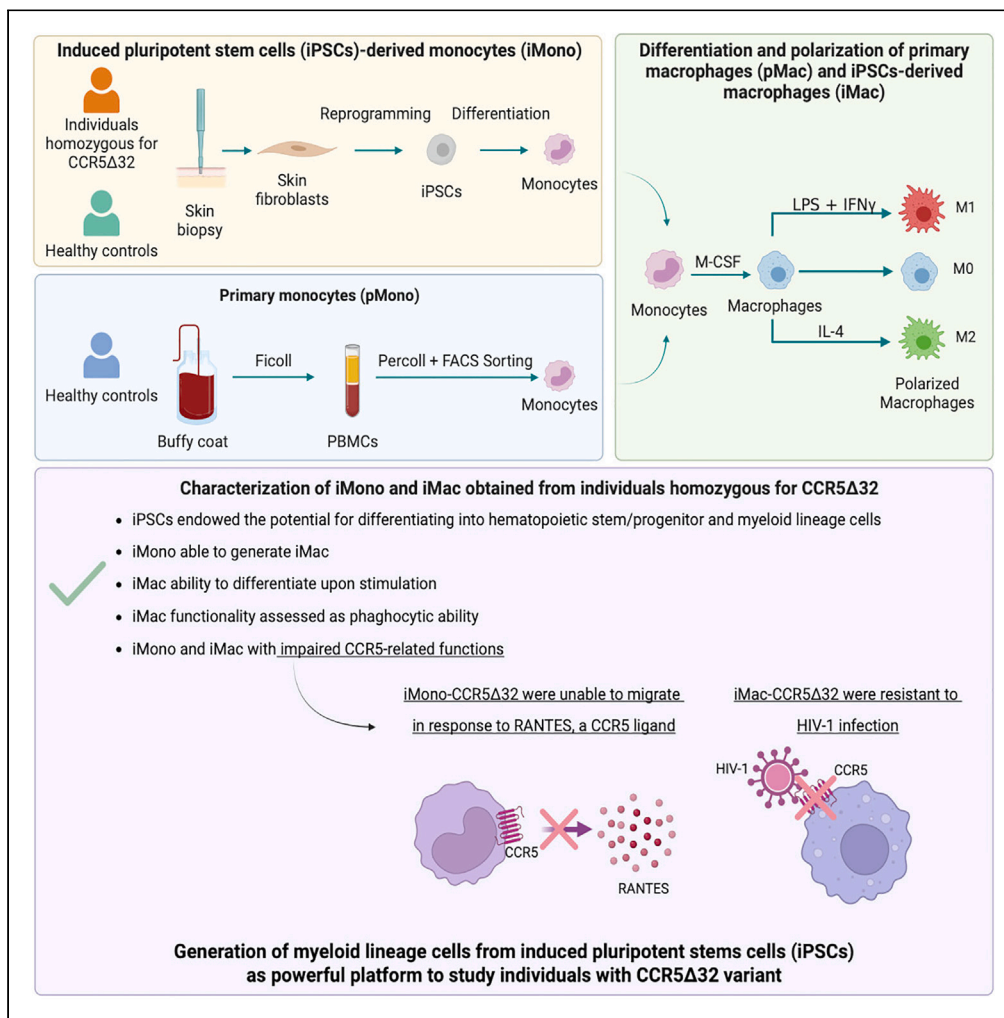 Induced pluripotent stem cells (iPSCs)-derived monocytes (iMono)
Individuals
homozygous for
CCR5Δ32
Healthy controls
Skin
biopsy
Skin
fibroblasts
Reprogramming
iPSCs
Differentiation
Monocytes
Primary monocytes (pMono)
Healthy controls
Buffy coat
Ficoll
PBMCs
Percoll + FACS Sorting
Monocytes
Differentiation and polarization of primary
macrophages (pMac) and iPSCs-derived
macrophages (iMac)
Monocytes
M-CSF
Macrophages
LPS + IFNγ
M1
M0
IL-4
M2
Polarized
Macrophages
Characterization of iMono and iMac obtained from individuals homozygous for CCR5Δ32
• iPSCs endowed the potential for differentiating into hematopoietic stem/progenitor and myeloid lineage cells
• iMono able to generate iMac
• iMac ability to differentiate upon stimulation
• iMac functionality assessed as phaghocytic ability
• iMono and iMac with impaired CCR5-related functions
iMono-CCR5Δ32 were unable to migrate
in response to RANTES, a CCR5 ligand
CCR5
RANTES
iMac-CCR5Δ32 were resistant to
HIV-1 infection
HIV-1
CCR5
Generation of myeloid lineage cells from induced pluripotent stems cells (iPSCs)
as powerful platform to study individuals with CCR5Δ32 variant